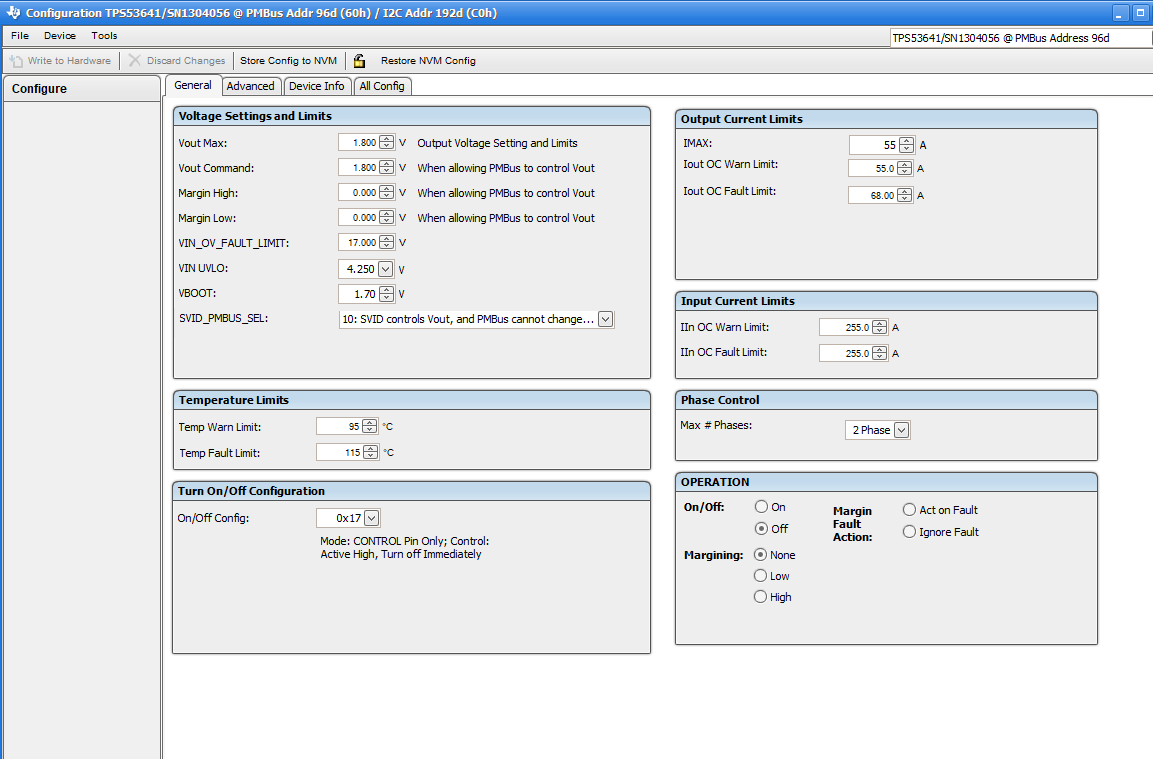 Configuration TPS53641/SN1304056 @ PMBus Addr 96d (60h) / I2C Addr 192d (C0h)
File Device Tools
TPS53641/SN1304056 @ PMBus Address 96d
Write to Hardware Discard Changes Store Config to NVM Restore NVM Config
Configure
General Advanced Device Info All Config
Voltage Settings and Limits
Vout Max: 1.800 V Output Voltage Setting and Limits
Vout Command: 1.800 V When allowing PMBus to control Vout
Margin High: 0.000 V When allowing PMBus to control Vout
Margin Low: 0.000 V When allowing PMBus to control Vout
VIN_OV_FAULT_LIMIT: 17.000 V
VIN UVLO: 4.250 V
VBOOT: 1.70 V
SVID_PMBUS_SEL: 10: SVID controls Vout, and PMBus cannot change...
Temperature Limits
Temp Warn Limit: 95 °C
Temp Fault Limit: 115 °C
Turn On/Off Configuration
On/Off Config: 0x17
Mode: CONTROL Pin Only; Control:
Active High, Turn off Immediately
Output Current Limits
IMAX: 55 A
Iout OC Warn Limit: 55.0 A
Iout OC Fault Limit: 68.00 A
Input Current Limits
IIn OC Warn Limit: 255.0 A
IIn OC Fault Limit: 255.0 A
Phase Control
Max # Phases: 2 Phase
OPERATION
On/Off: On
Off
Margining: None
Low
High
Margin
Fault
Action:
Act on Fault
Ignore Fault